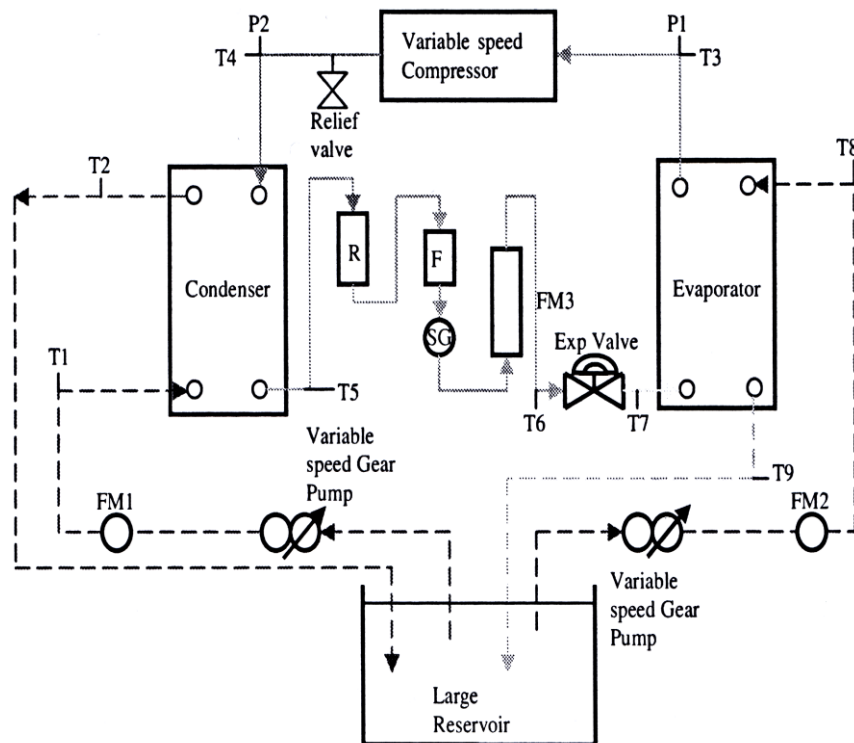 P2
P1
T4
Variable speed
Compressor
T3
Relief
valve
T2
T8
R
F
Condenser
FM3
Evaporator
SG
Exp Valve
T1
T5
T6
T7
Variable
speed Gear
Pump
T9
FM1
FM2
Variable
speed Gear
Pump
Large
Reservoir